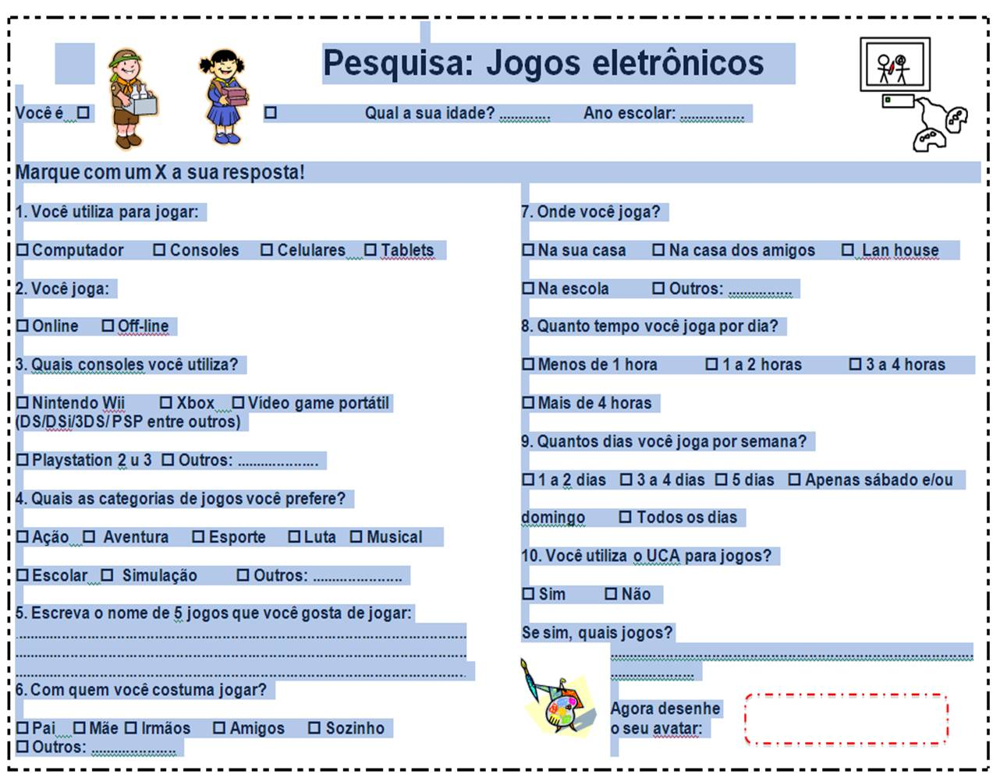 Pesquisa: Jogos eletrônicos
Você é ☐ ☐ Qual a sua idade? ............. Ano escolar: ................
Marque com um X a sua resposta!
1. Você utiliza para jogar:
☐ Computador ☐ Consoles ☐ Celulares ☐ Tablets
2. Você joga:
☐ Online ☐ Off-line
3. Quais consoles você utiliza?
☐ Nintendo Wii ☐ Xbox ☐ Vídeo game portátil
(DS/DSi/3DS/ PSP entre outros)
☐ Playstation 2 u 3 ☐ Outros: ....................
4. Quais as categorias de jogos você prefere?
☐ Ação ☐ Aventura ☐ Esporte ☐ Luta ☐ Musical
☐ Escolar ☐ Simulação ☐ Outros: ......................
5. Escreva o nome de 5 jogos que você gosta de jogar:
................................................................................
................................................................................
................................................................................
6. Com quem você costuma jogar?
☐ Pai ☐ Mãe ☐ Irmãos ☐ Amigos ☐ Sozinho
☐ Outros: .....................
7. Onde você joga?
☐ Na sua casa ☐ Na casa dos amigos ☐ Lan house
☐ Na escola ☐ Outros: ................
8. Quanto tempo você joga por dia?
☐ Menos de 1 hora ☐ 1 a 2 horas ☐ 3 a 4 horas
☐ Mais de 4 horas
9. Quantos dias você joga por semana?
☐ 1 a 2 dias ☐ 3 a 4 dias ☐ 5 dias ☐ Apenas sábado e/ou
domingo ☐ Todos os dias
10. Você utiliza o UCA para jogos?
☐ Sim ☐ Não
Se sim, quais jogos?
................................................................................
....................
Agora desenhe
o seu avatar: